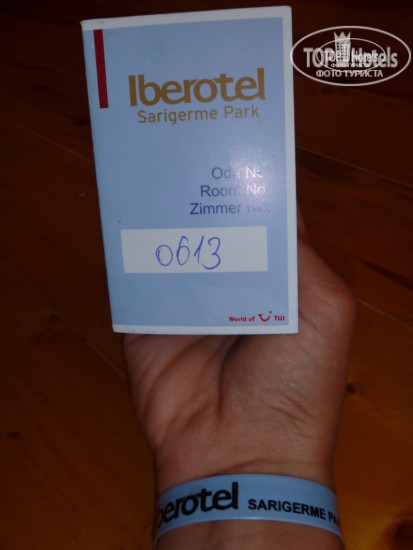 TOP Hotels
ФОТО ТУРИСТА
Iberotel
Sarigerme Park
Oda No.
Room No.
Zimmer Nr.
0613
World of TUI
Iberotel SARIGERME PA